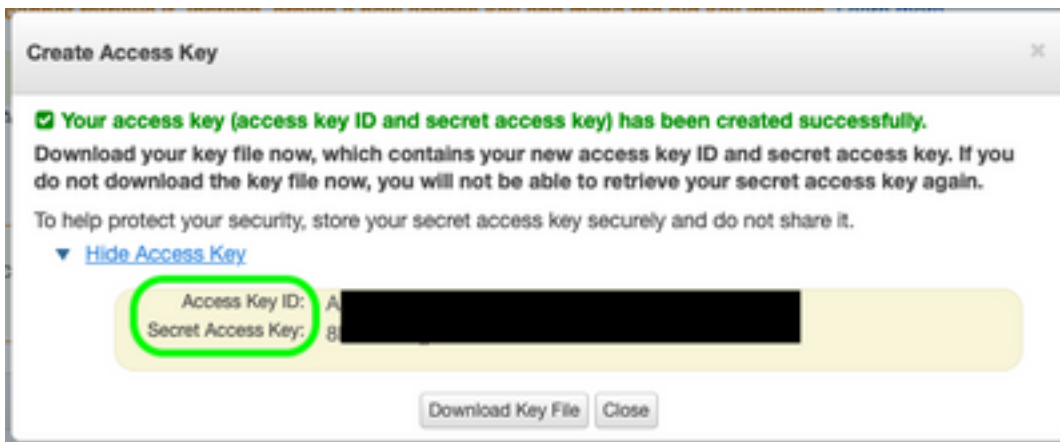 Create Access Key
Your access key (access key ID and secret access key) has been created successfully.
Download your key file now, which contains your new access key ID and secret access key. If you
do not download the key file now, you will not be able to retrieve your secret access key again.
To help protect your security, store your secret access key securely and do not share it.
Hide Access Key
Access Key ID: A
Secret Access Key: 8
Download Key File Close